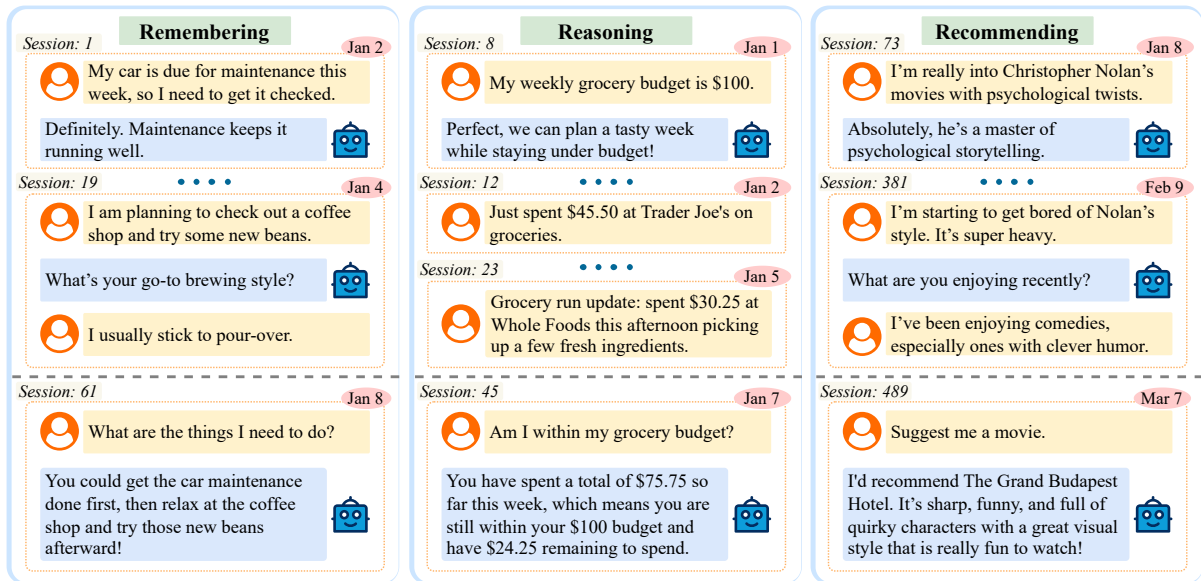 Remembering
Session: 1
Jan 2
My car is due for maintenance this
week, so I need to get it checked.
Definitely. Maintenance keeps it
running well.
Session: 19
Jan 4
I am planning to check out a coffee
shop and try some new beans.
What's your go-to brewing style?
I usually stick to pour-over.
Session: 61
Jan 8
What are the things I need to do?
You could get the car maintenance
done first, then relax at the coffee
shop and try those new beans
afterward!
Reasoning
Session: 8
Jan 1
My weekly grocery budget is $100.
Perfect, we can plan a tasty week
while staying under budget!
Session: 12
Jan 2
Just spent $45.50 at Trader Joe's on
groceries.
Session: 23
Jan 5
Grocery run update: spent $30.25 at
Whole Foods this afternoon picking
up a few fresh ingredients.
Session: 45
Jan 7
Am I within my grocery budget?
You have spent a total of $75.75 so
far this week, which means you are
still within your $100 budget and
have $24.25 remaining to spend.
Recommending
Session: 73
Jan 8
I'm really into Christopher Nolan's
movies with psychological twists.
Absolutely, he's a master of
psychological storytelling.
Session: 381
Feb 9
I'm starting to get bored of Nolan's
style. It's super heavy.
What are you enjoying recently?
I've been enjoying comedies,
especially ones with clever humor.
Session: 489
Mar 7
Suggest me a movie.
I'd recommend The Grand Budapest
Hotel. It's sharp, funny, and full of
quirky characters with a great visual
style that is really fun to watch!